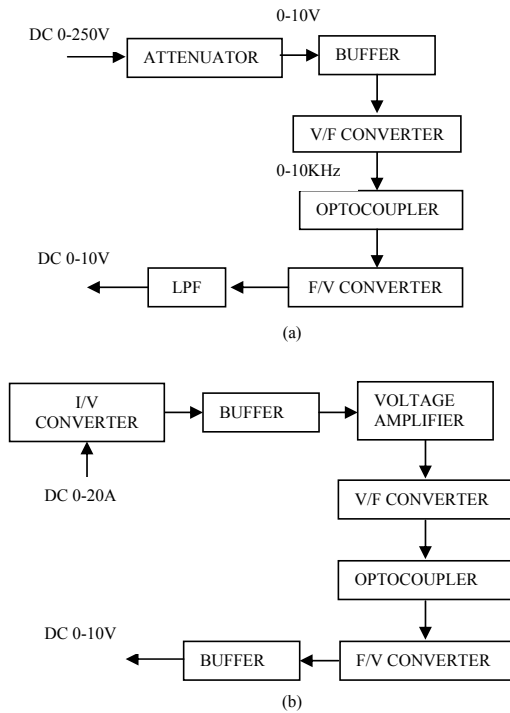 0-10V
DC 0-250V
ATTENUATOR
BUFFER
V/F CONVERTER
0-10KHz
OPTOCOUPLER
DC 0-10V
LPF
F/V CONVERTER
(a)
I/V
CONVERTER
BUFFER
VOLTAGE
AMPLIFIER
DC 0-20A
V/F CONVERTER
OPTOCOUPLER
DC 0-10V
BUFFER
F/V CONVERTER
(b)